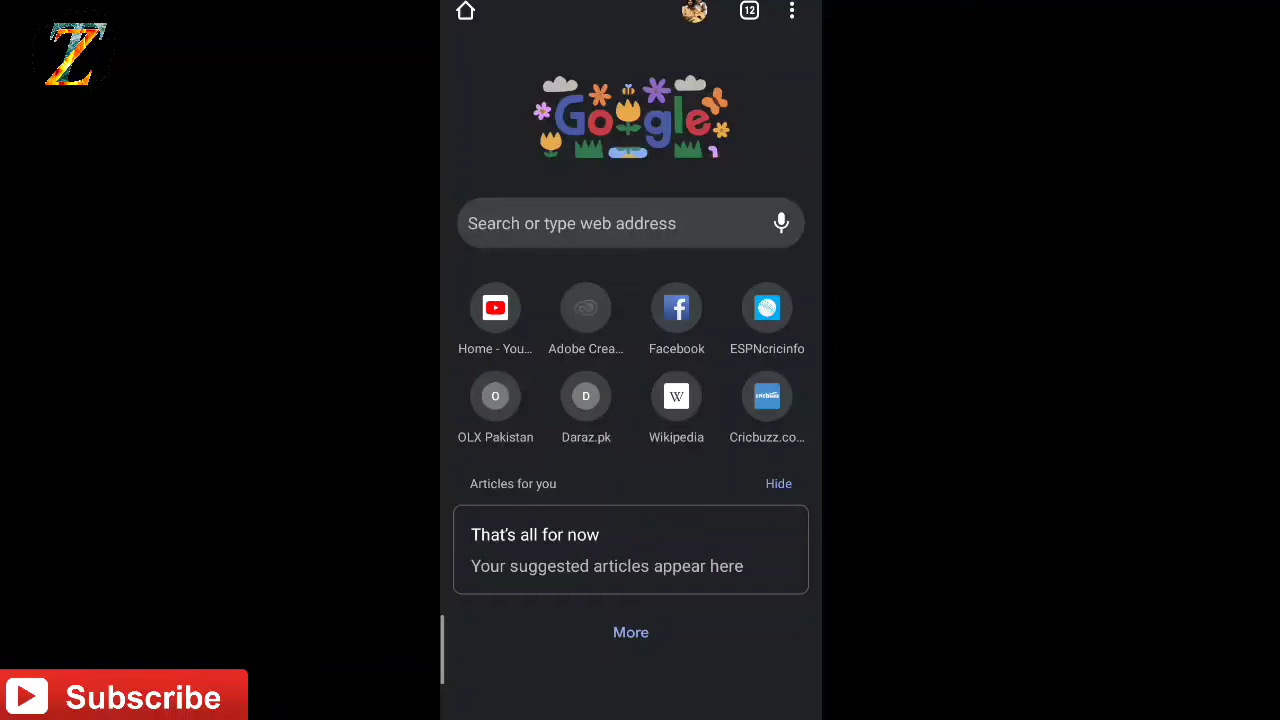 Z
12
Google
Search or type web address
Home - You...
Adobe Crea...
Facebook
ESPNcricinfo
O
D
W
cricbuzz
OLX Pakistan
Daraz.pk
Wikipedia
Cricbuzz.co...
Articles for you
Hide
That's all for now
Your suggested articles appear here
More
Subscribe